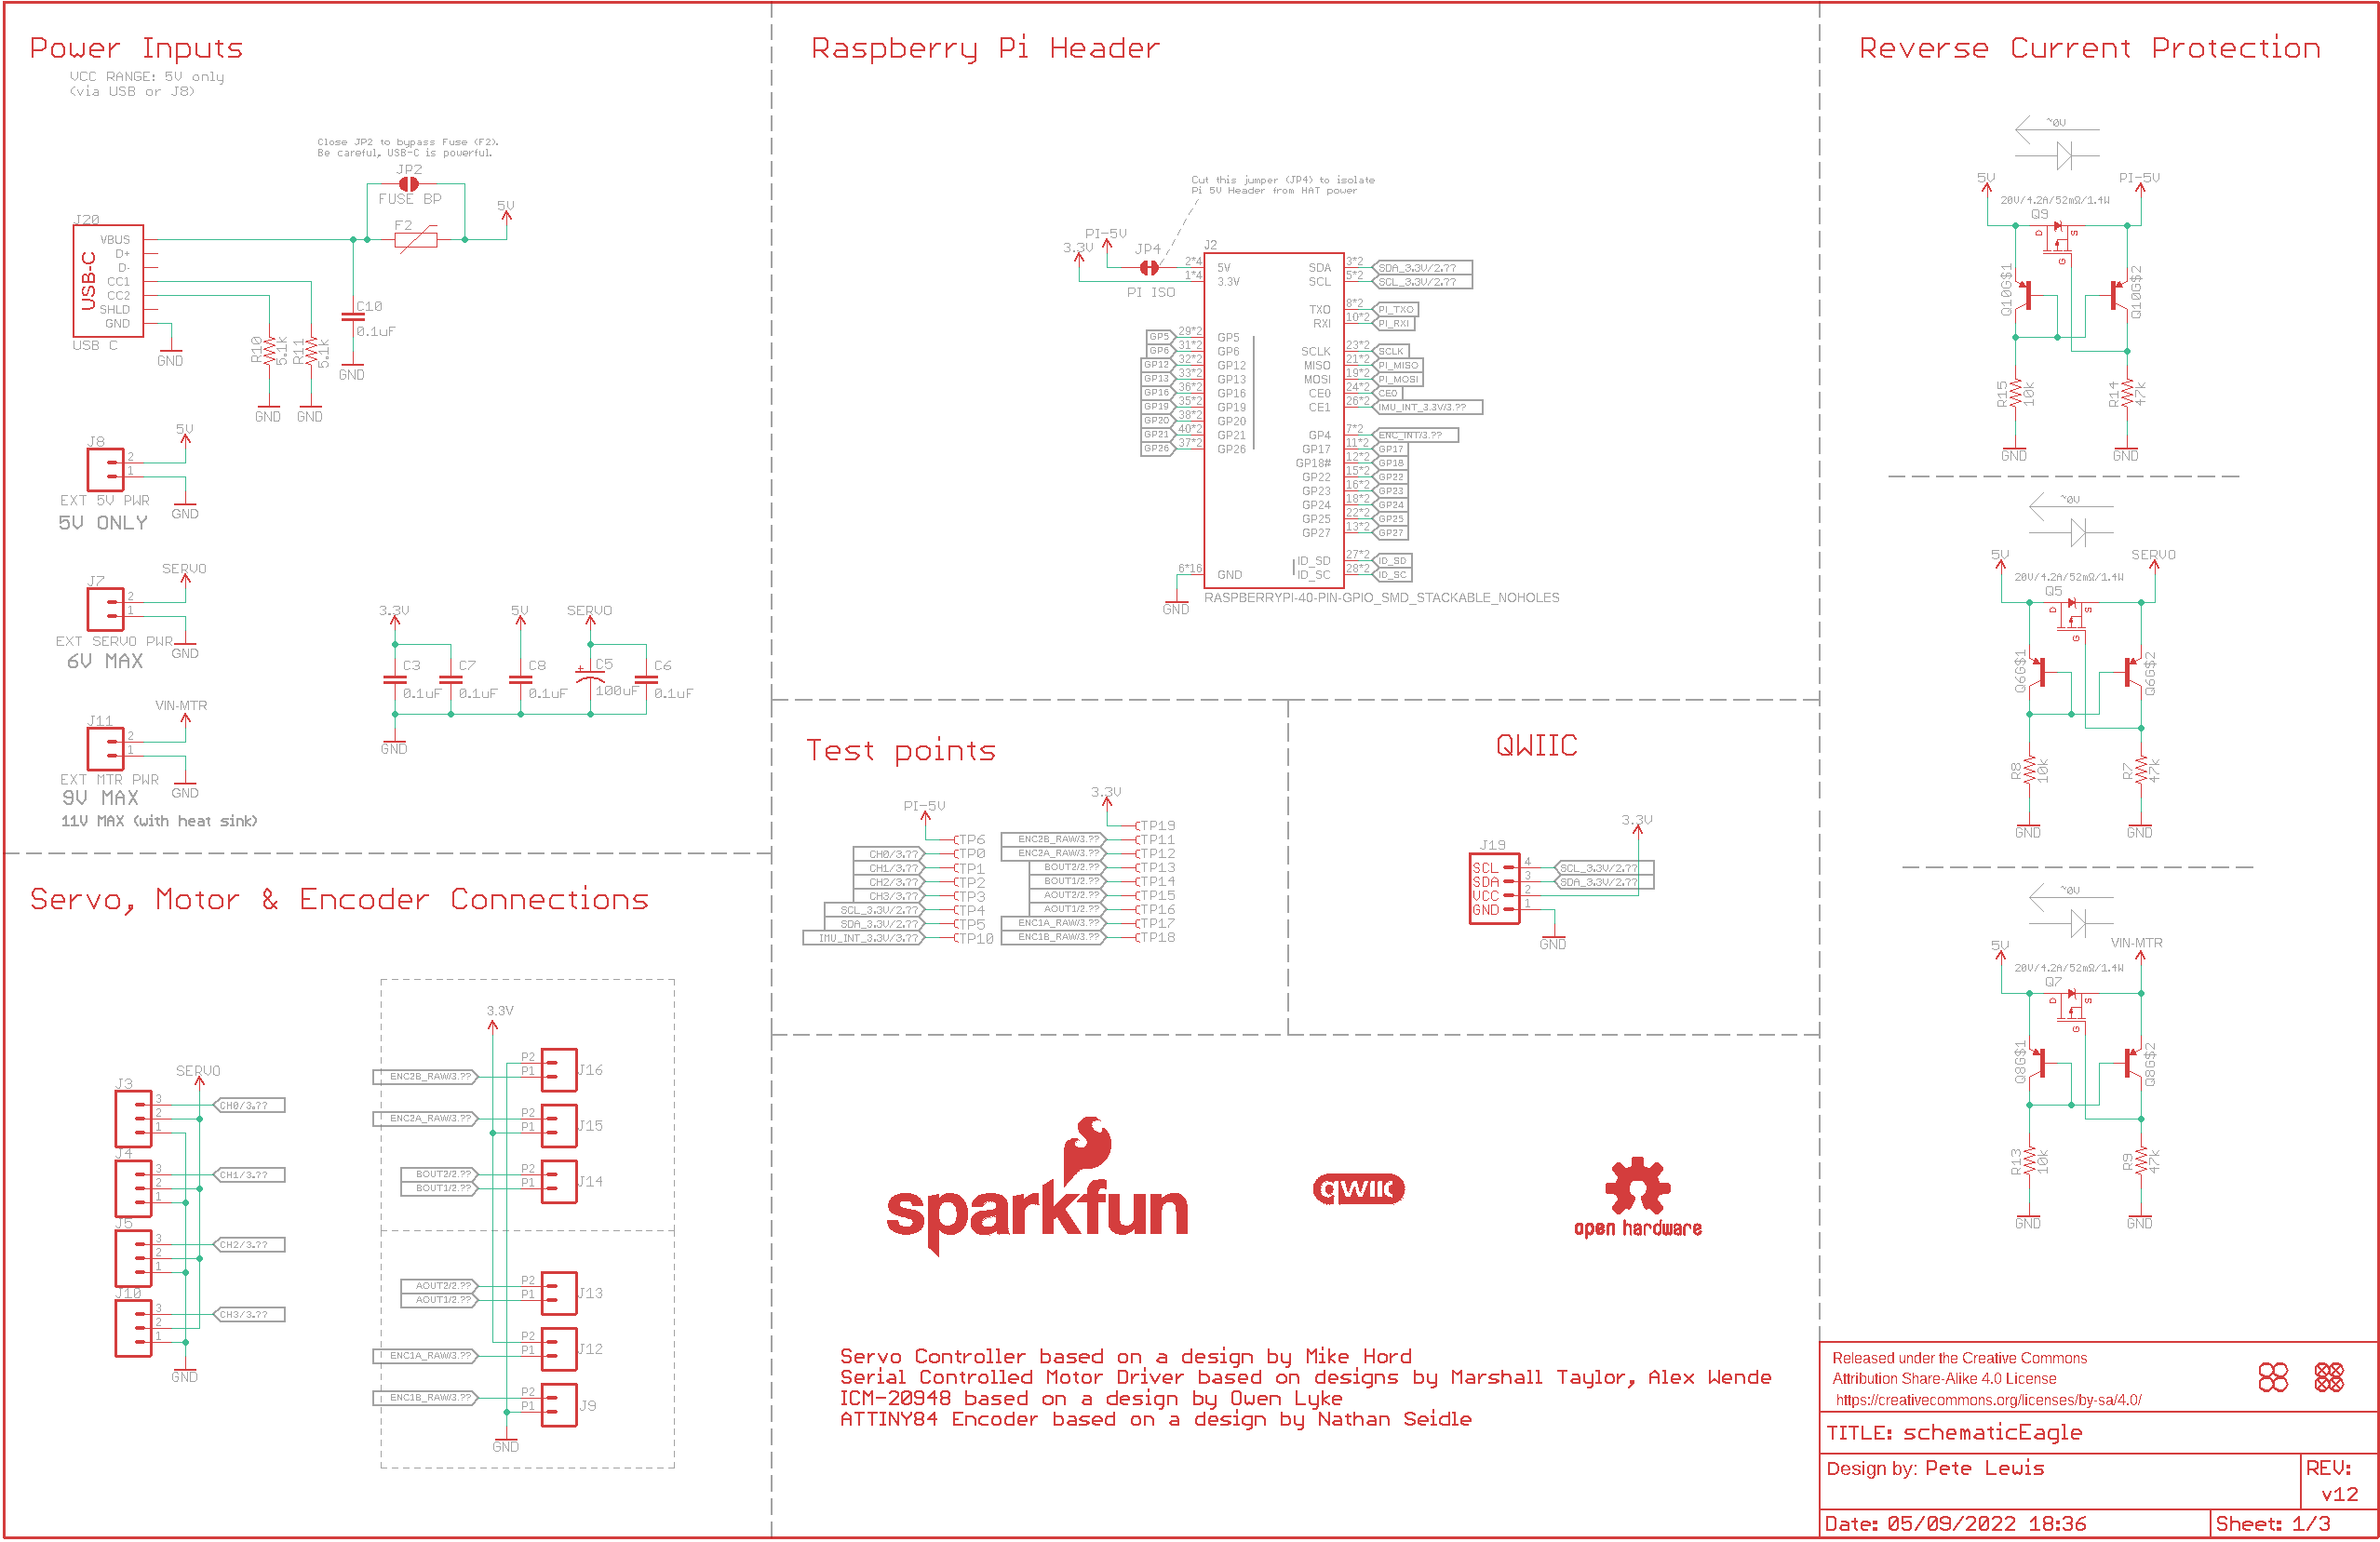 Power Inputs
VCC RANGE: 5V only
(via USB or J8)
Close JP2 to bypass Fuse (F2).
Be careful, USB-C is powerful.
JP2
FUSE BP
5V
F2
J20
USB-C
VBUS
D+
D-
CC1
CC2
SHLD
GND
USB C
GND
R10
5.1k
R11
5.1k
GND
GND
C10
0.1uF
GND
J8
5V
2
1
EXT 5V PWR
GND
5V ONLY
J7
SERVO
2
1
EXT SERVO PWR
GND
6V MAX
J11
VIN-MTR
2
1
EXT MTR PWR
GND
9V MAX
11V MAX (with heat sink)
3.3V
5V
SERVO
C3
C7
C8
C5
C6
0.1uF
0.1uF
0.1uF
100uF
0.1uF
GND
Servo, Motor & Encoder Connections
SERVO
J3
3
2
1
CH0/3.??
J4
3
2
1
CH1/3.??
J5
3
2
1
CH2/3.??
J10
3
2
1
CH3/3.??
GND
3.3V
ENC2B_RAW/3.??
P2
P1
J16
ENC2A_RAW/3.??
P2
P1
J15
BOUT2/2.??
BOUT1/2.??
P2
P1
J14
AOUT2/2.??
AOUT1/2.??
P2
P1
J13
ENC1A_RAW/3.??
P2
P1
J12
ENC1B_RAW/3.??
P2
P1
J9
GND
Raspberry Pi Header
Cut this jumper (JP4) to isolate
Pi 5V Header from HAT power
PI-5V
3.3V
JP4
PI ISO
J2
2*4 5V
1*4 3.3V
GP5 29*2 GP5
GP6 31*2 GP6
GP12 32*2 GP12
GP13 33*2 GP13
GP16 36*2 GP16
GP19 35*2 GP19
GP20 38*2 GP20
GP21 40*2 GP21
GP26 37*2 GP26
6*16 GND
GND
SDA 3*2 SDA_3.3V/2.??
SCL 5*2 SCL_3.3V/2.??
TXO 8*2 PI_TXO
RXI 10*2 PI_RXI
SCLK 23*2 SCLK
MISO 21*2 PI_MISO
MOSI 19*2 PI_MOSI
CE0 24*2 CE0
CE1 26*2 IMU_INT_3.3V/3.??
GP4 7*2 ENC_INT/3.??
GP17 11*2 GP17
GP18# 12*2 GP18
GP22 15*2 GP22
GP23 16*2 GP23
GP24 18*2 GP24
GP25 22*2 GP25
GP27 13*2 GP27
ID_SD 27*2 ID_SD
ID_SC 28*2 ID_SC
RASPBERRYPI-40-PIN-GPIO_SMD_STACKABLE_NOHOLES
Test points
PI-5V
TP6
CH0/3.?? TP0
CH1/3.?? TP1
CH2/3.?? TP2
CH3/3.?? TP3
SCL_3.3V/2.?? TP4
SDA_3.3V/2.?? TP5
IMU_INT_3.3V/3.?? TP10
3.3V
TP19
ENC2B_RAW/3.?? TP11
ENC2A_RAW/3.?? TP12
BOUT2/2.?? TP13
BOUT1/2.?? TP14
AOUT2/2.?? TP15
AOUT1/2.?? TP16
ENC1A_RAW/3.?? TP17
ENC1B_RAW/3.?? TP18
QWIIC
3.3V
J19
SCL 4 SCL_3.3V/2.??
SDA 3 SDA_3.3V/2.??
VCC 2
GND 1
GND
sparkfun
qwiic
open hardware
Servo Controller based on a design by Mike Hord
Serial Controlled Motor Driver based on designs by Marshall Taylor, Alex Wende
ICM-20948 based on a design by Owen Lyke
ATTINY84 Encoder based on a design by Nathan Seidle
Reverse Current Protection
~0V
5V
PI-5V
20V/4.2A/52mΩ/1.4W
Q9
D
S
G
Q10G$1
Q10G$2
R15
10k
R14
47k
GND
GND
~0V
5V
SERVO
20V/4.2A/52mΩ/1.4W
Q5
D
S
G
Q6G$1
Q6G$2
R8
10k
R7
47k
GND
GND
~0V
5V
VIN-MTR
20V/4.2A/52mΩ/1.4W
Q7
D
S
G
Q8G$1
Q8G$2
R13
10k
R9
47k
GND
GND
Released under the Creative Commons
Attribution Share-Alike 4.0 License
https://creativecommons.org/licenses/by-sa/4.0/
TITLE: schematicEagle
Design by: Pete Lewis
REV:
v12
Date: 05/09/2022 18:36
Sheet: 1/3